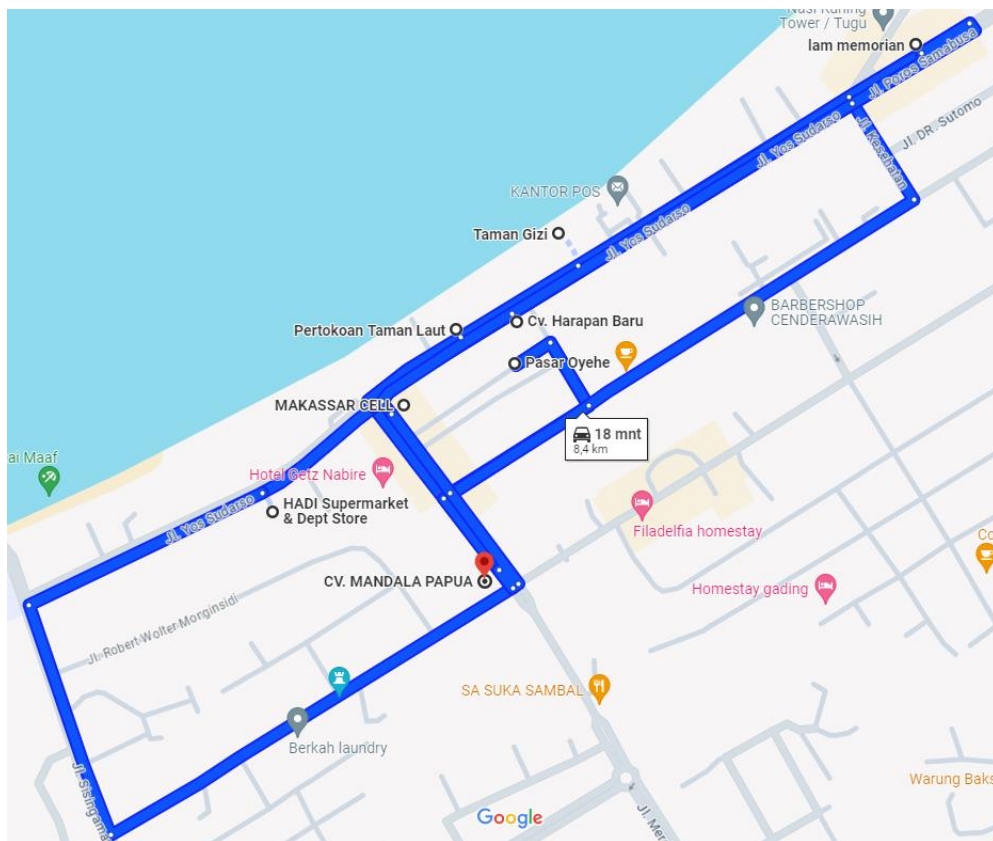 Nasi Kuning
Tower / Tugu
Iam memorian
Jl. Poros Samabusa
Jl. Yos Sudarso
Jl. Kesehatan
Jl. DR. Sutomo
KANTOR POS
Jl. Yos Sudarso
Taman Gizi
BARBERSHOP
CENDERAWASIH
Cv. Harapan Baru
Pertokoan Taman Laut
Pasar Oyehe
MAKASSAR CELL
18 mnt
8,4 km
ai Maaf
Hotel Getz Nabire
HADI Supermarket
& Dept Store
Jl. Yos Sudarso
Filadelfia homestay
Co
CV. MANDALA PAPUA
Homestay gading
Jl. Robert Wolter Morginsidi
SA SUKA SAMBAL
Berkah laundry
Jl. Sisingama
Warung Baks
Jl. Mer
Google